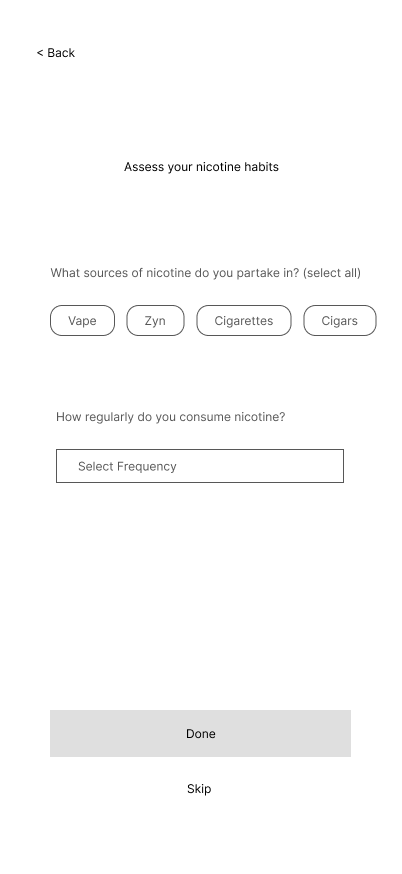 < Back
Assess your nicotine habits
What sources of nicotine do you partake in? (select all)
Vape Zyn Cigarettes Cigars
How regularly do you consume nicotine?
Select Frequency
Done
Skip